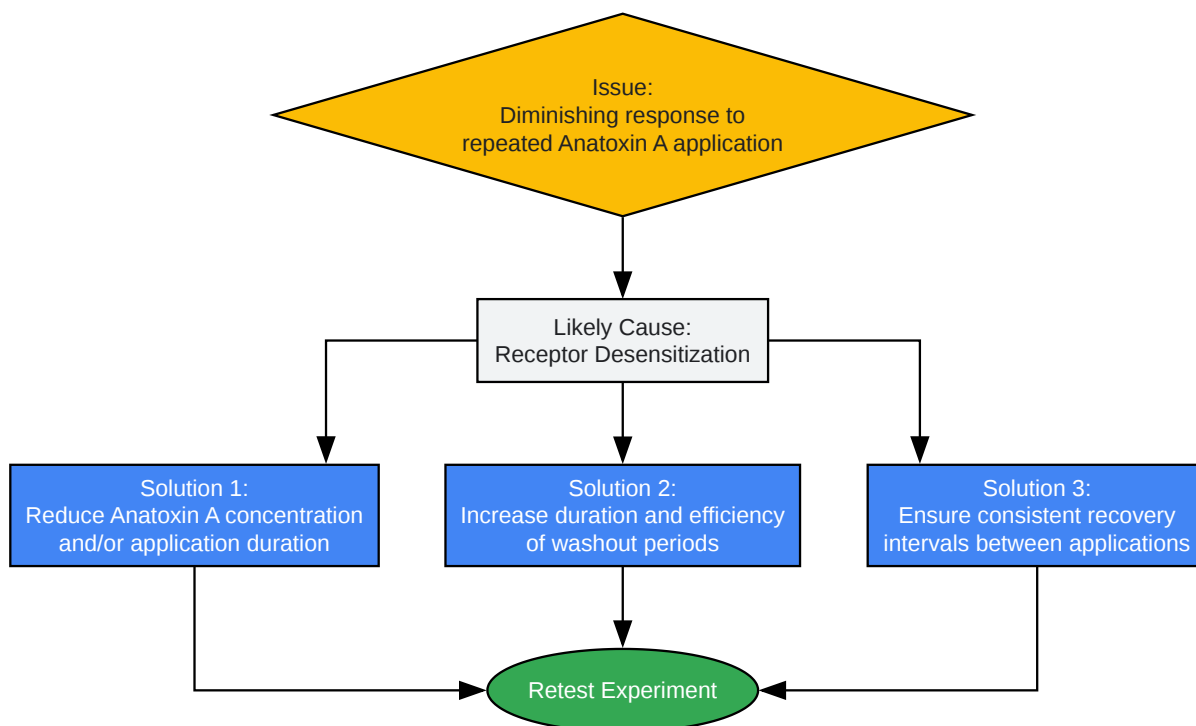 Issue:
Diminishing response to
repeated Anatoxin A application
Likely Cause:
Receptor Desensitization
Solution 1:
Reduce Anatoxin A concentration
and/or application duration
Solution 2:
Increase duration and efficiency
of washout periods
Solution 3:
Ensure consistent recovery
intervals between applications
Retest Experiment